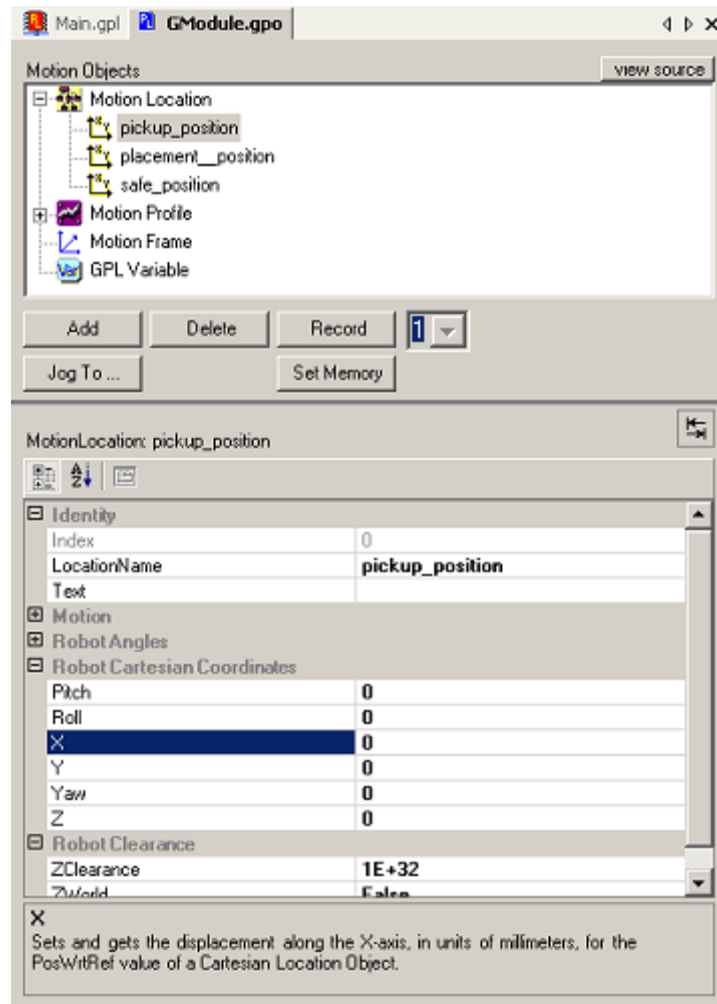 Main.gpl GModule.gpo
Motion Objects view source
Motion Location
pickup_position
placement__position
safe_position
Motion Profile
Motion Frame
Var GPL Variable
Add Delete Record 1
Jog To ... Set Memory
MotionLocation: pickup_position
Identity
Index 0
LocationName pickup_position
Text
Motion
Robot Angles
Robot Cartesian Coordinates
Pitch 0
Roll 0
X 0
Y 0
Yaw 0
Z 0
Robot Clearance
ZClearance 1E+32
ZWorld False
X
Sets and gets the displacement along the X-axis, in units of millimeters, for the
PosWrtRef value of a Cartesian Location Object.